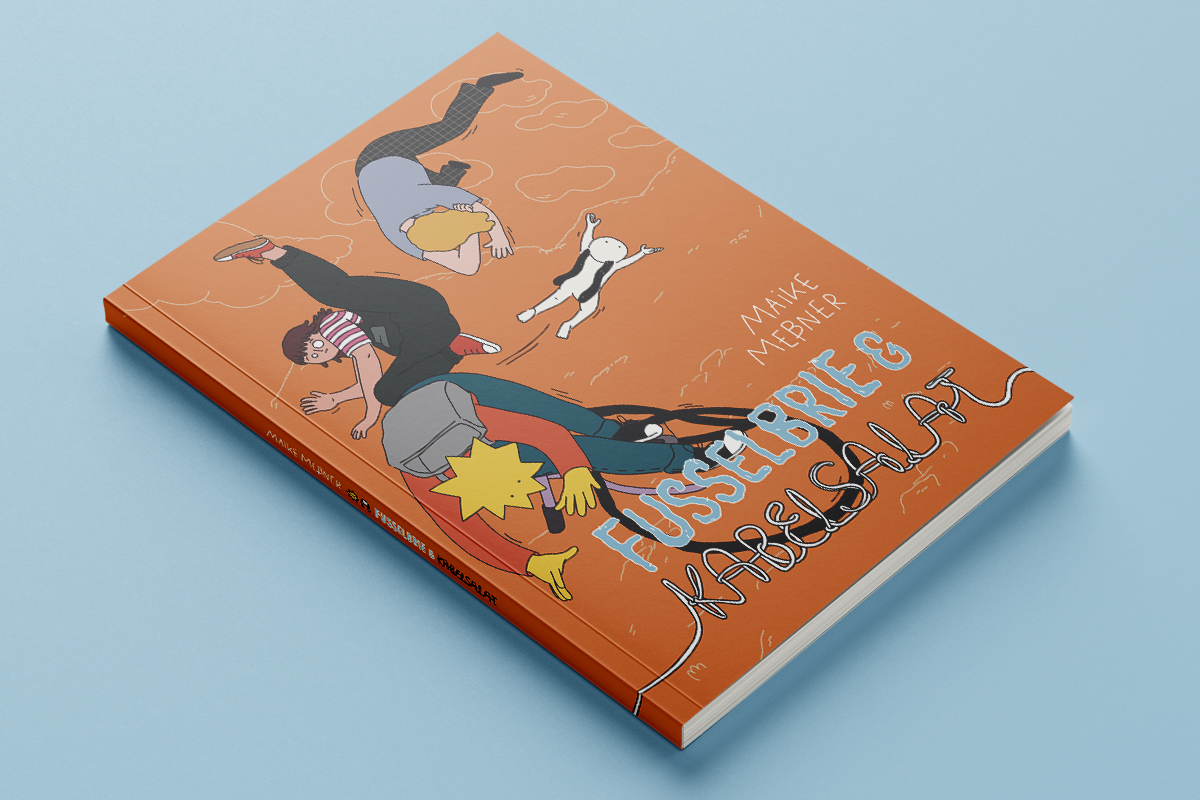 MAIKE
MEßNER
FUSSELBRIE &
KABELSALAT
MAIKE MEßNER FUSSELBRIE & KABELSALAT